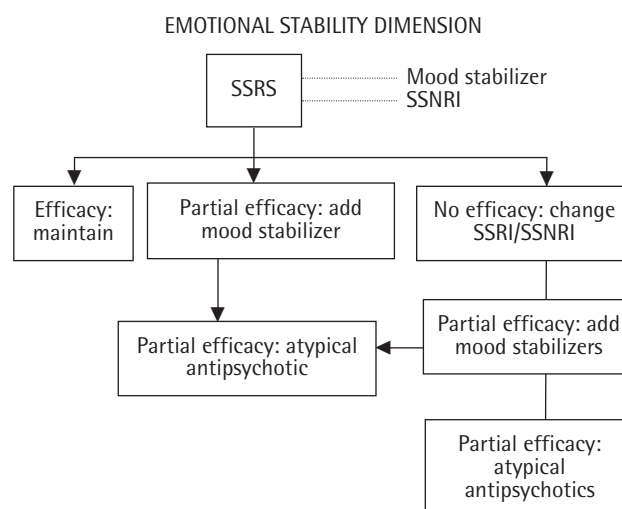 EMOTIONAL STABILITY DIMENSION
SSRS
Mood stabilizer
SSNRI
Efficacy:
maintain
Partial efficacy: add
mood stabilizer
No efficacy: change
SSRI/SSNRI
Partial efficacy: atypical
antipsychotic
Partial efficacy: add
mood stabilizers
Partial efficacy:
atypical
antipsychotics